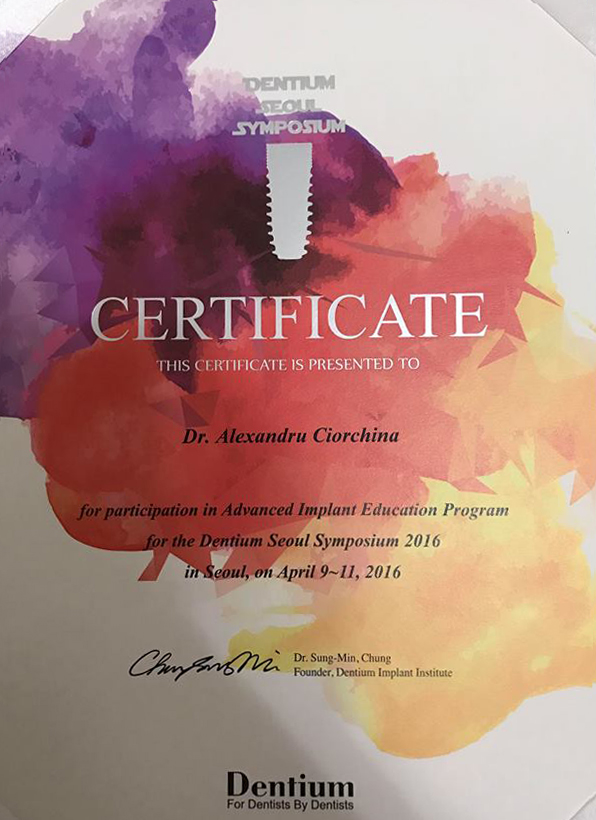 DENTIUM
SEOUL
SYMPOSIUM
CERTIFICATE
THIS CERTIFICATE IS PRESENTED TO
Dr. Alexandru Ciorchina
for participation in Advanced Implant Education Program
for the Dentium Seoul Symposium 2016
in Seoul, on April 9~11, 2016
Dr. Sung-Min, Chung
Founder, Dentium Implant Institute
Dentium
For Dentists By Dentists